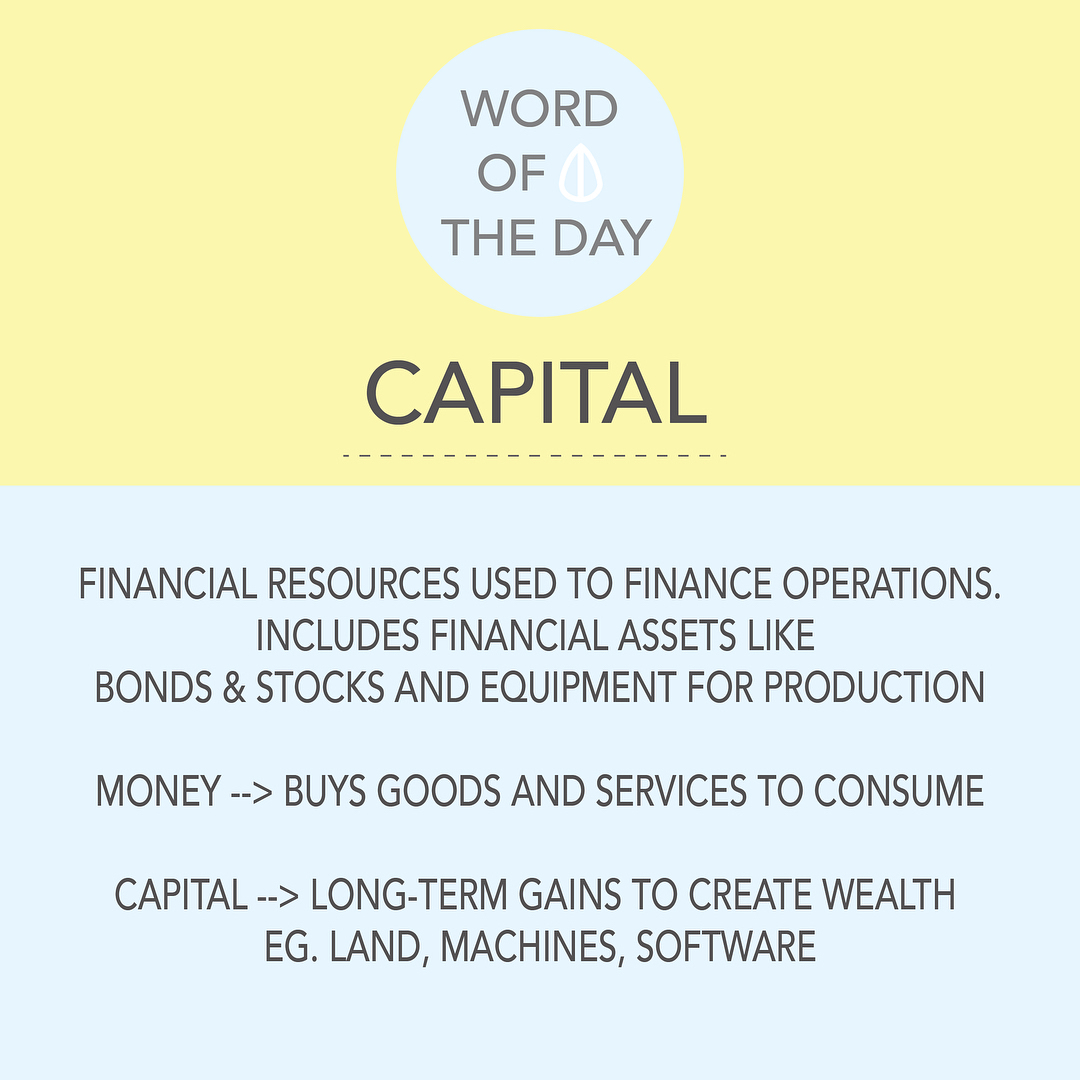 WORD
OF
THE DAY
CAPITAL
FINANCIAL RESOURCES USED TO FINANCE OPERATIONS.
INCLUDES FINANCIAL ASSETS LIKE
BONDS & STOCKS AND EQUIPMENT FOR PRODUCTION
MONEY --> BUYS GOODS AND SERVICES TO CONSUME
CAPITAL --> LONG-TERM GAINS TO CREATE WEALTH
EG. LAND, MACHINES, SOFTWARE